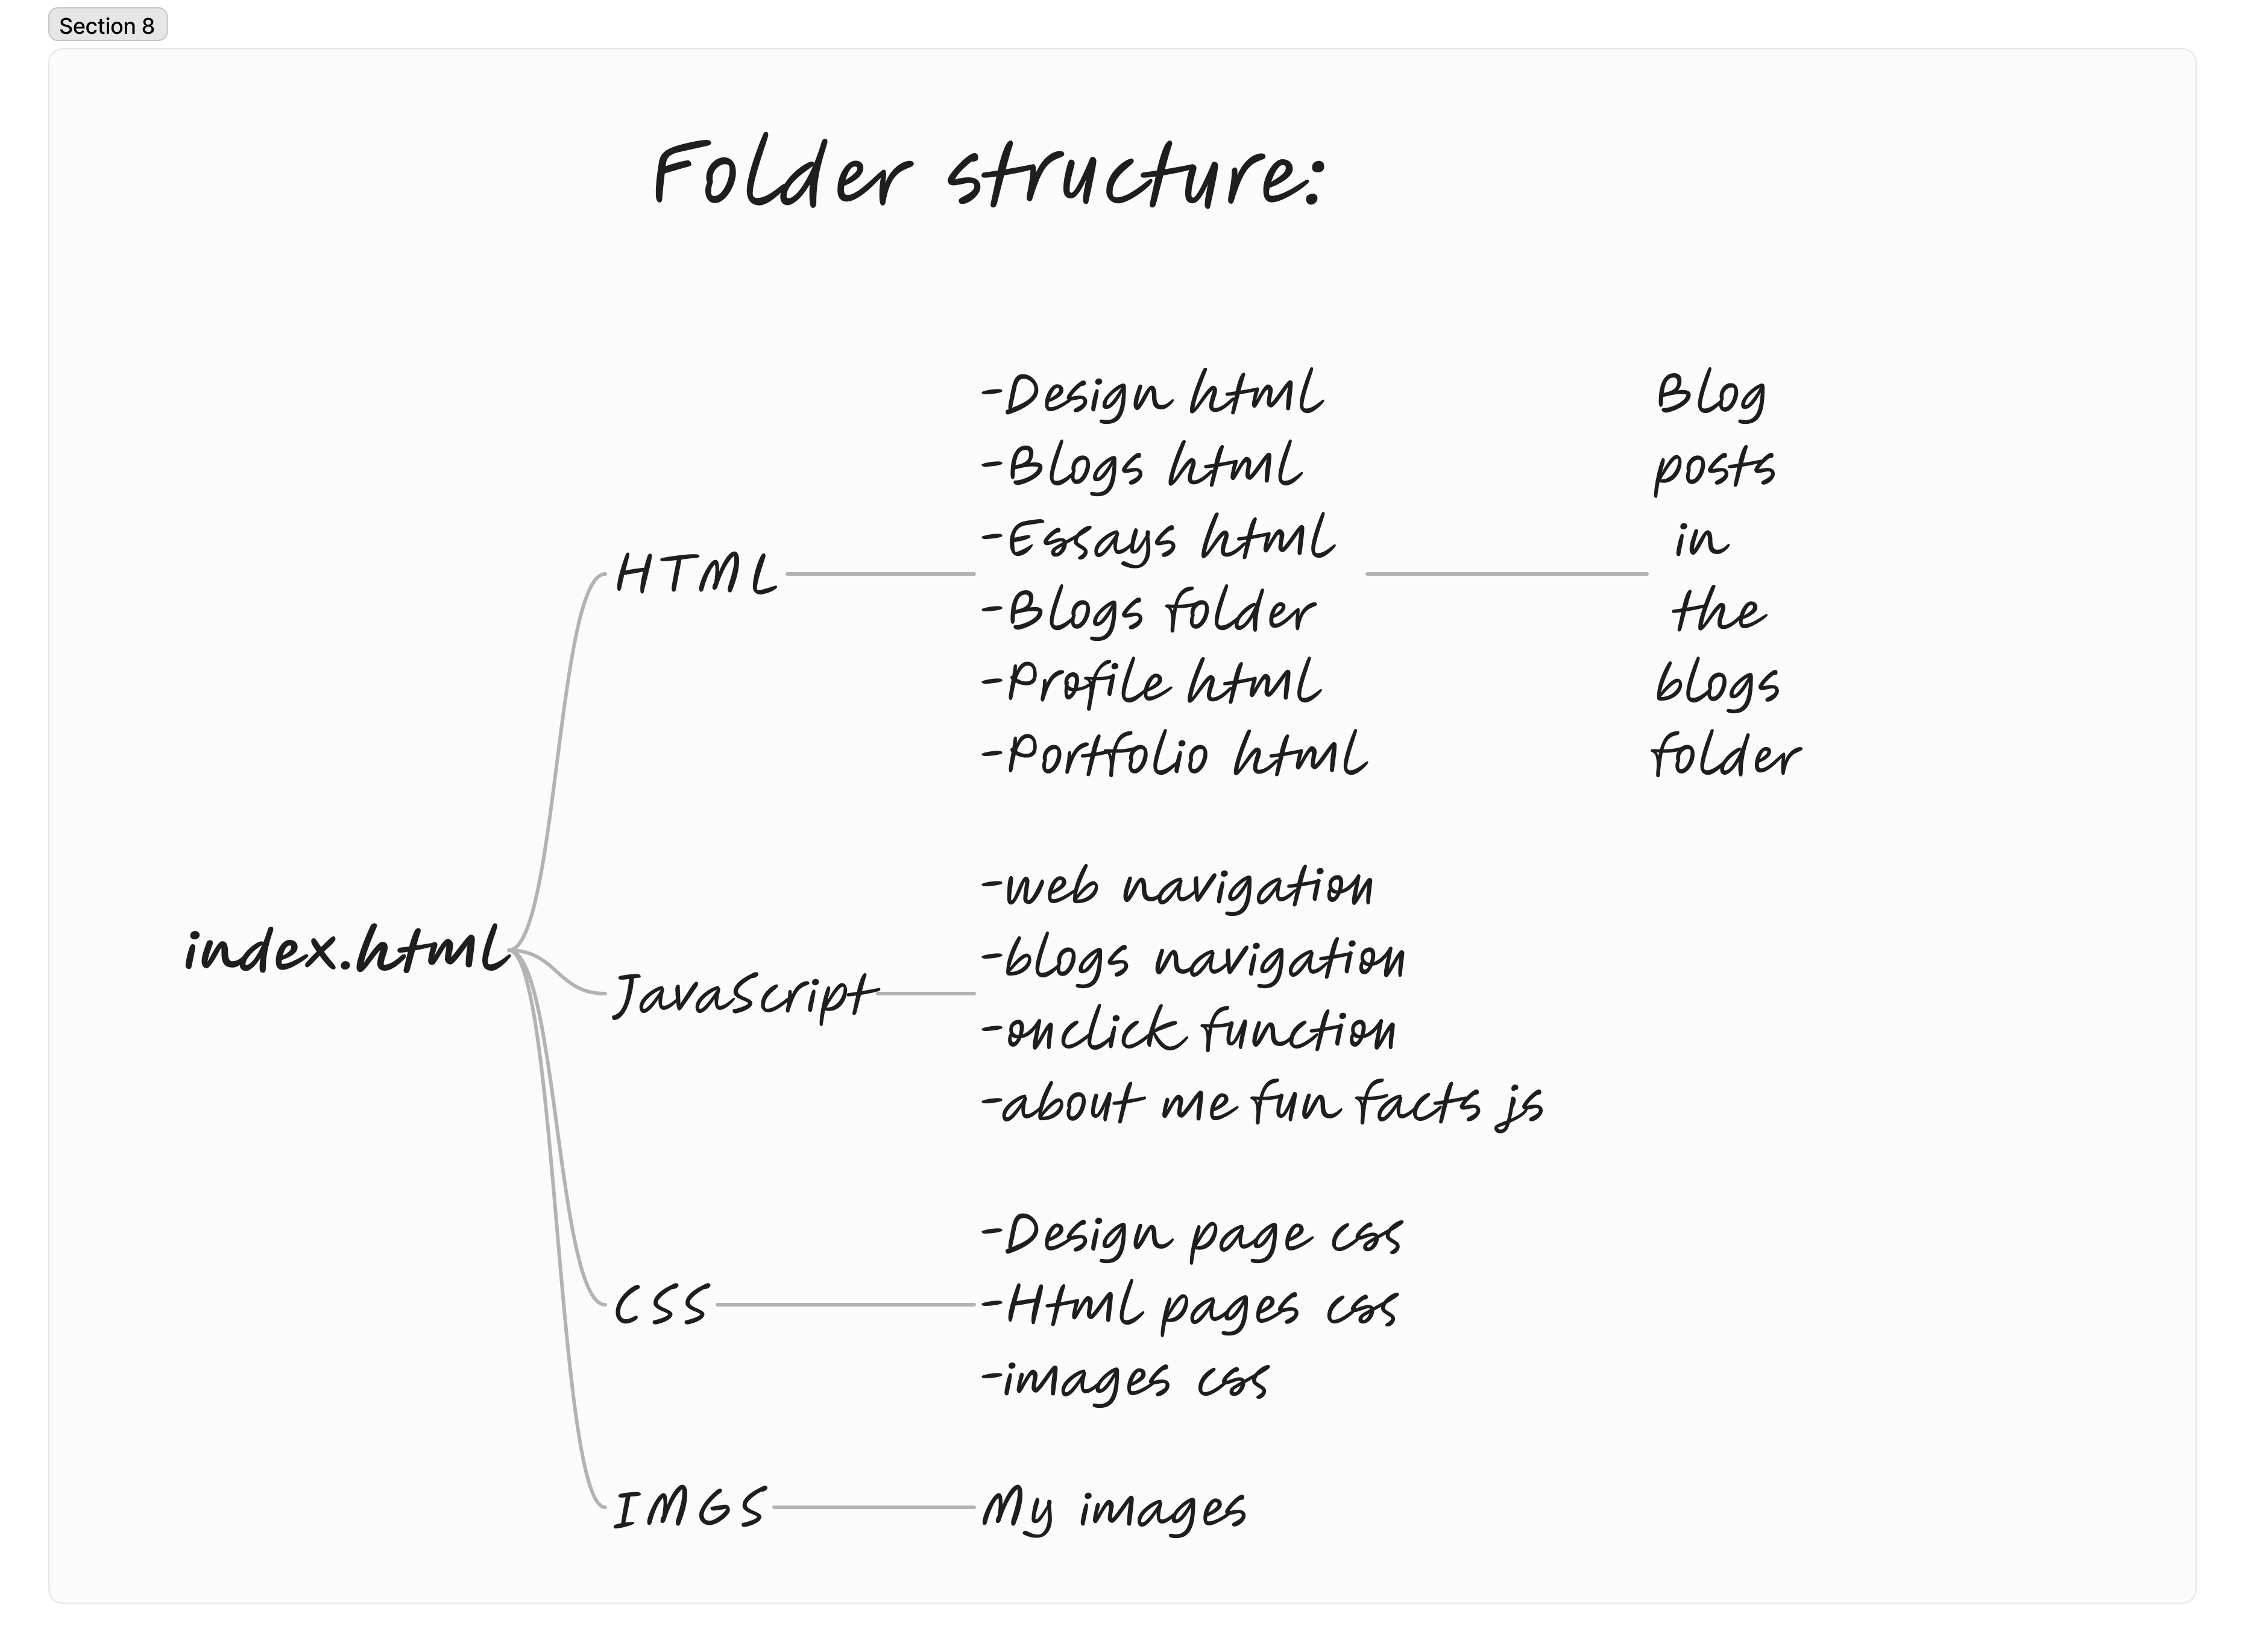 Section 8
Folder structure:
-Design html
-Blogs html
-Essays html
-Blogs folder
-Profile html
-Portfolio html
Blog
posts
in
the
blogs
folder
HTML
index.html
JavaScript
-web navigation
-blogs navigation
-onclick function
-about me fun facts js
CSS
-Design page css
-Html pages css
-images css
IMGS
My images